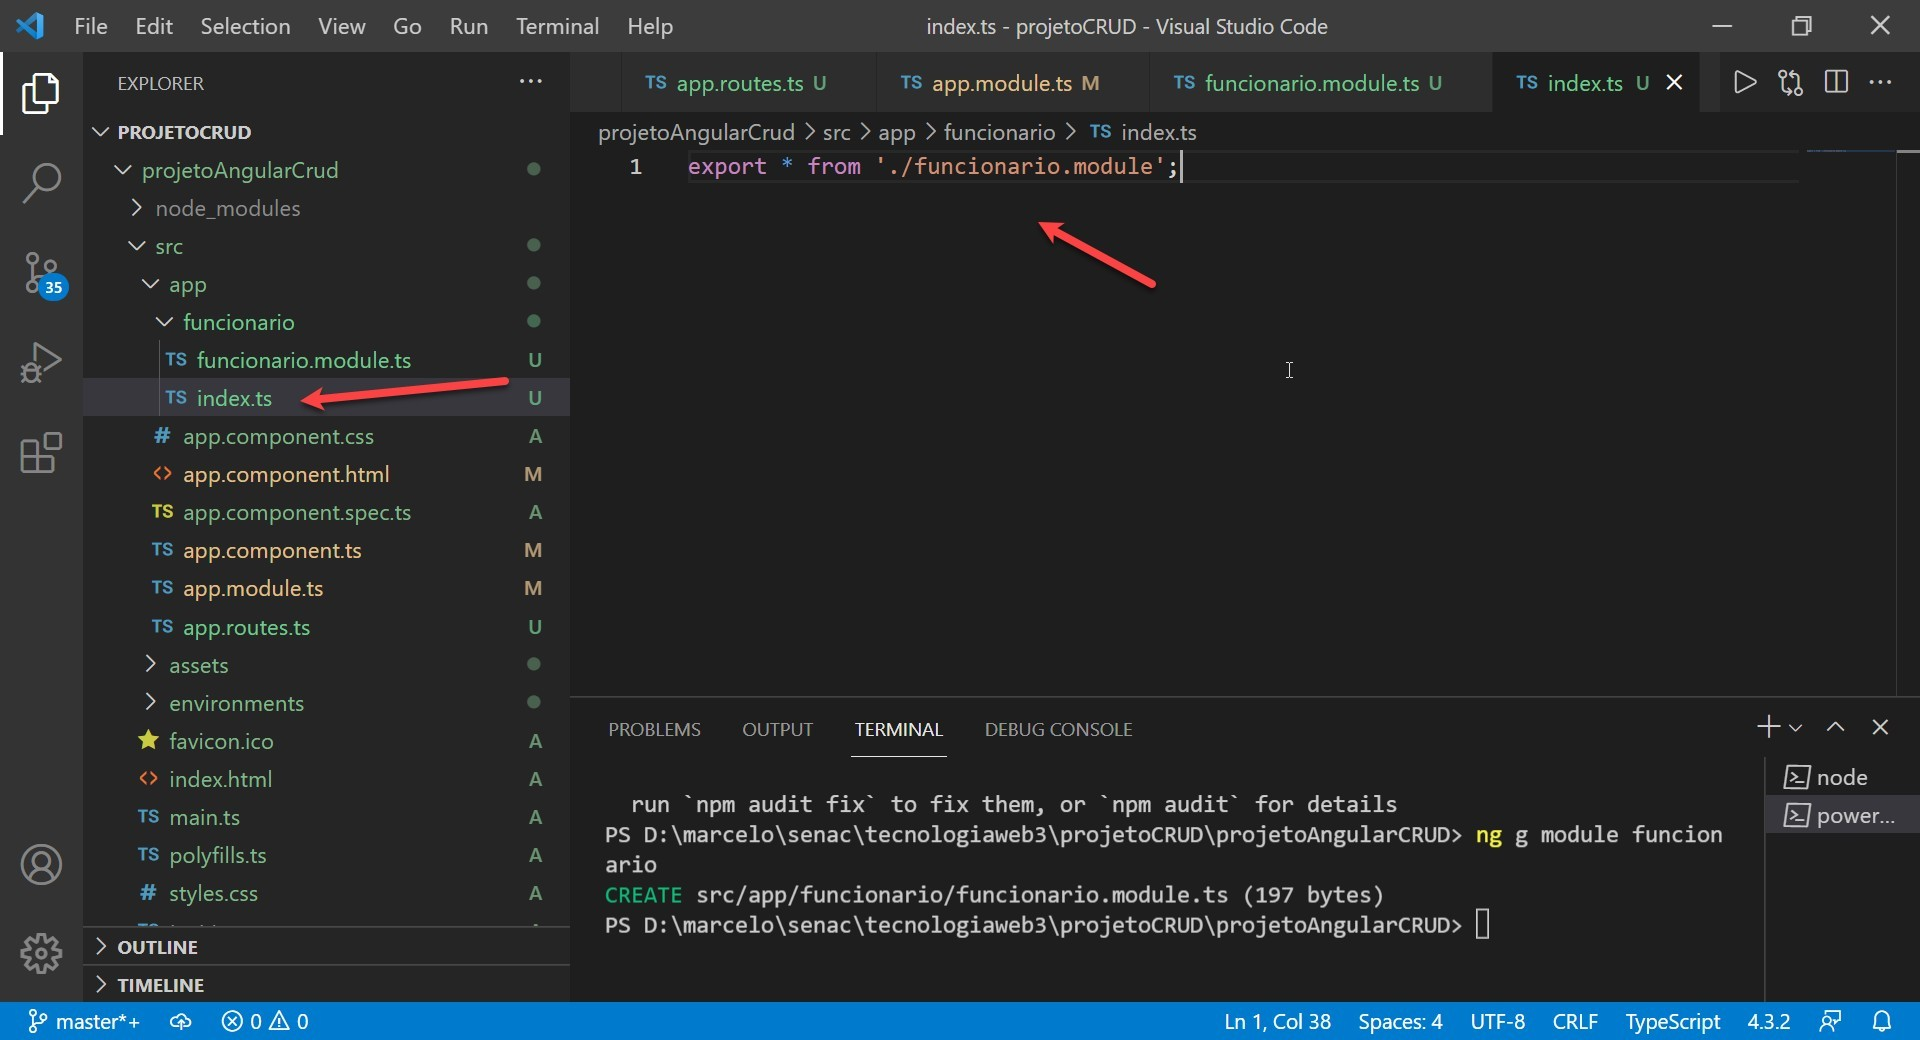 File Edit Selection View Go Run Terminal Help
index.ts - projetoCRUD - Visual Studio Code
EXPLORER
PROJETOCRUD
projetoAngularCrud
node_modules
src
app
funcionario
TS funcionario.module.ts U
TS index.ts U
# app.component.css A
<> app.component.html M
TS app.component.spec.ts A
TS app.component.ts M
TS app.module.ts M
TS app.routes.ts U
assets
environments
favicon.ico A
<> index.html A
TS main.ts A
TS polyfills.ts A
# styles.css A
OUTLINE
TIMELINE
35
TS app.routes.ts U
TS app.module.ts M
TS funcionario.module.ts U
TS index.ts U
projetoAngularCrud > src > app > funcionario > TS index.ts
1 export * from './funcionario.module';
PROBLEMS OUTPUT TERMINAL DEBUG CONSOLE
run `npm audit fix` to fix them, or `npm audit` for details
PS D:\marcelo\senac\tecnologiaweb3\projetoCRUD\projetoAngularCRUD> ng g module funcion
ario
CREATE src/app/funcionario/funcionario.module.ts (197 bytes)
PS D:\marcelo\senac\tecnologiaweb3\projetoCRUD\projetoAngularCRUD>
node
power...
master*+ 0 0
Ln 1, Col 38 Spaces: 4 UTF-8 CRLF TypeScript 4.3.2